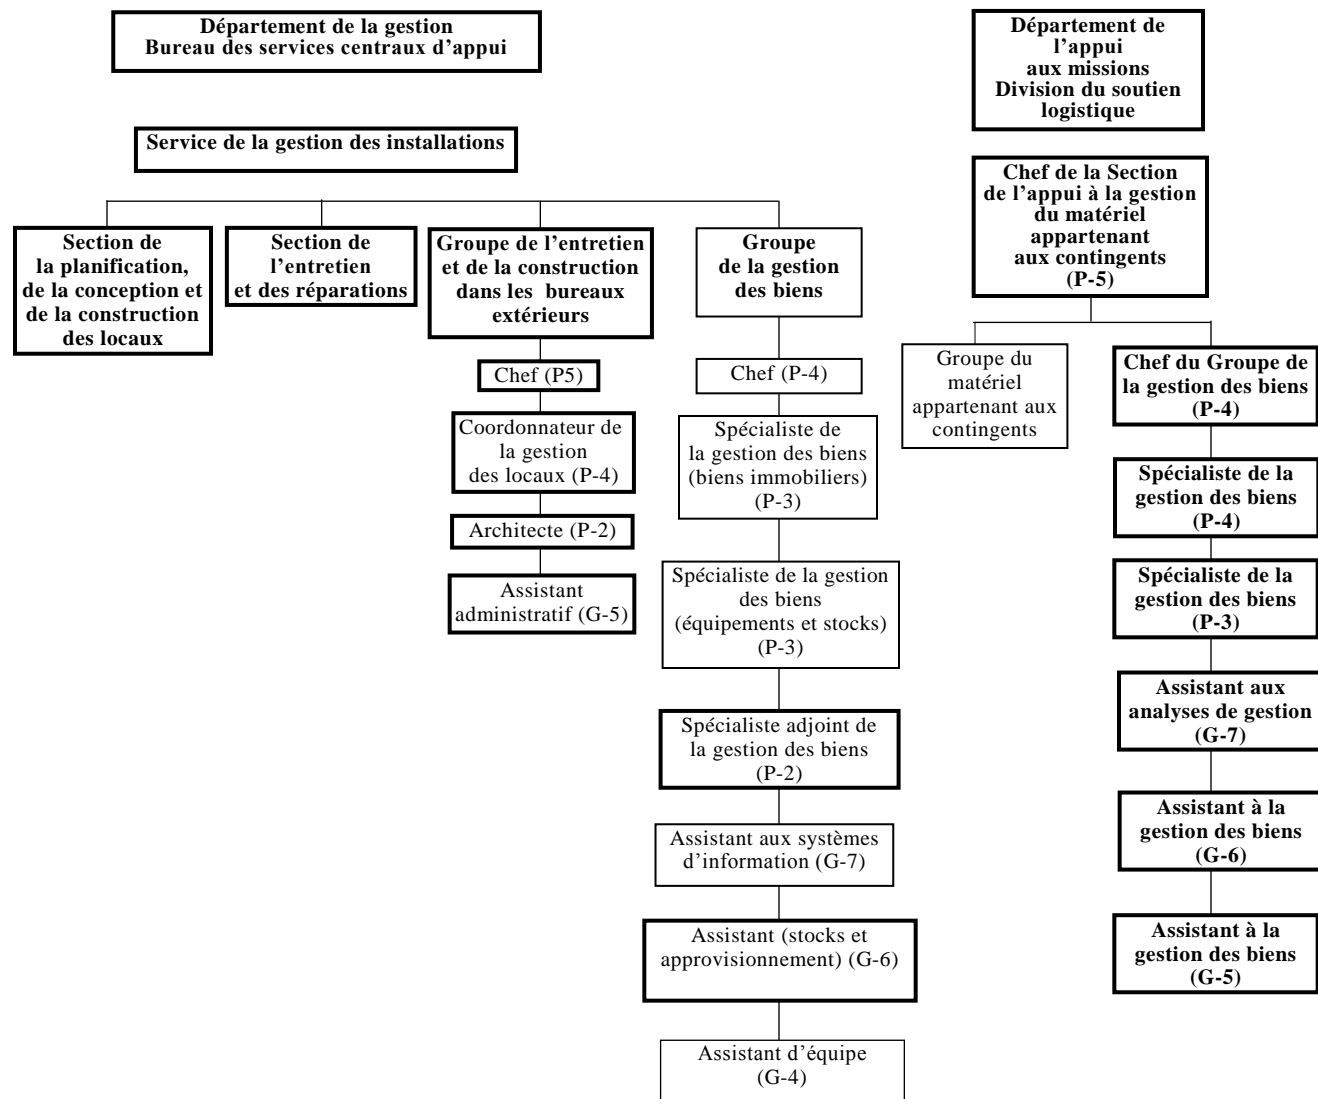 Département de la gestion
Bureau des services centraux d'appui
Service de la gestion des installations
Section de
la planification,
de la conception et
de la construction
des locaux
Section de
l'entretien
et des réparations
Groupe de l'entretien
et de la construction
dans les bureaux
extérieurs
Chef (P5)
Coordonnateur de
la gestion
des locaux (P-4)
Architecte (P-2)
Assistant
administratif (G-5)
Groupe
de la gestion
des biens
Chef (P-4)
Spécialiste de
la gestion des biens
(biens immobiliers)
(P-3)
Spécialiste de la gestion
des biens
(équipements et stocks)
(P-3)
Spécialiste adjoint de
la gestion des biens
(P-2)
Assistant aux systèmes
d'information (G-7)
Assistant (stocks et
approvisionnement) (G-6)
Assistant d'équipe
(G-4)
Département de
l'appui
aux missions
Division du soutien
logistique
Chef de la Section
de l'appui à la gestion
du matériel
appartenant
aux contingents
(P-5)
Groupe du
matériel
appartenant aux
contingents
Chef du Groupe de
la gestion des biens
(P-4)
Spécialiste de la
gestion des biens
(P-4)
Spécialiste de la
gestion des biens
(P-3)
Assistant aux
analyses de gestion
(G-7)
Assistant à la
gestion des biens
(G-6)
Assistant à la
gestion des biens
(G-5)